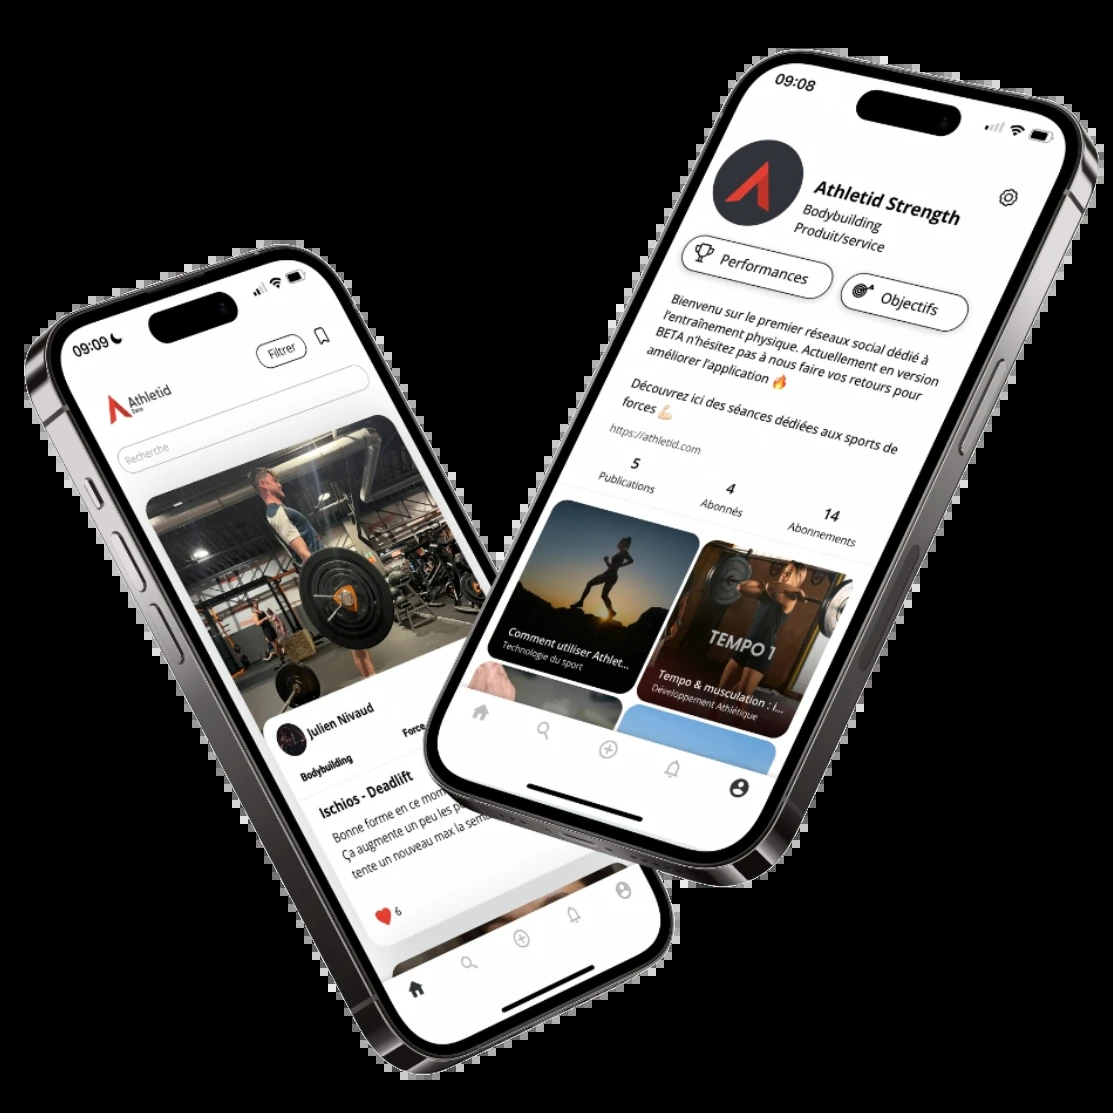 09:09
Filtrer
Athletid
Beta
Recherche
Julien Nivaud
Force
Bodybuilding
Ischios - Deadlift
Bonne forme en ce mom
Ça augmente un peu les p
tente un nouveau max la sem
6
09:08
Athletid Strength
Bodybuilding
Produit/service
Performances
Objectifs
Bienvenu sur le premier réseaux social dédié à
l'entraînement physique. Actuellement en version
BETA n'hésitez pas à nous faire vos retours pour
améliorer l'application 🔥
Découvrez ici des séances dédiées aux sports de
forces 💪🏻
https://athletid.com
5
Publications
4
Abonnés
14
Abonnements
Comment utiliser Athlet...
Technologie du sport
TEMPO 1
Tempo & musculation : i...
Développement Athlétique